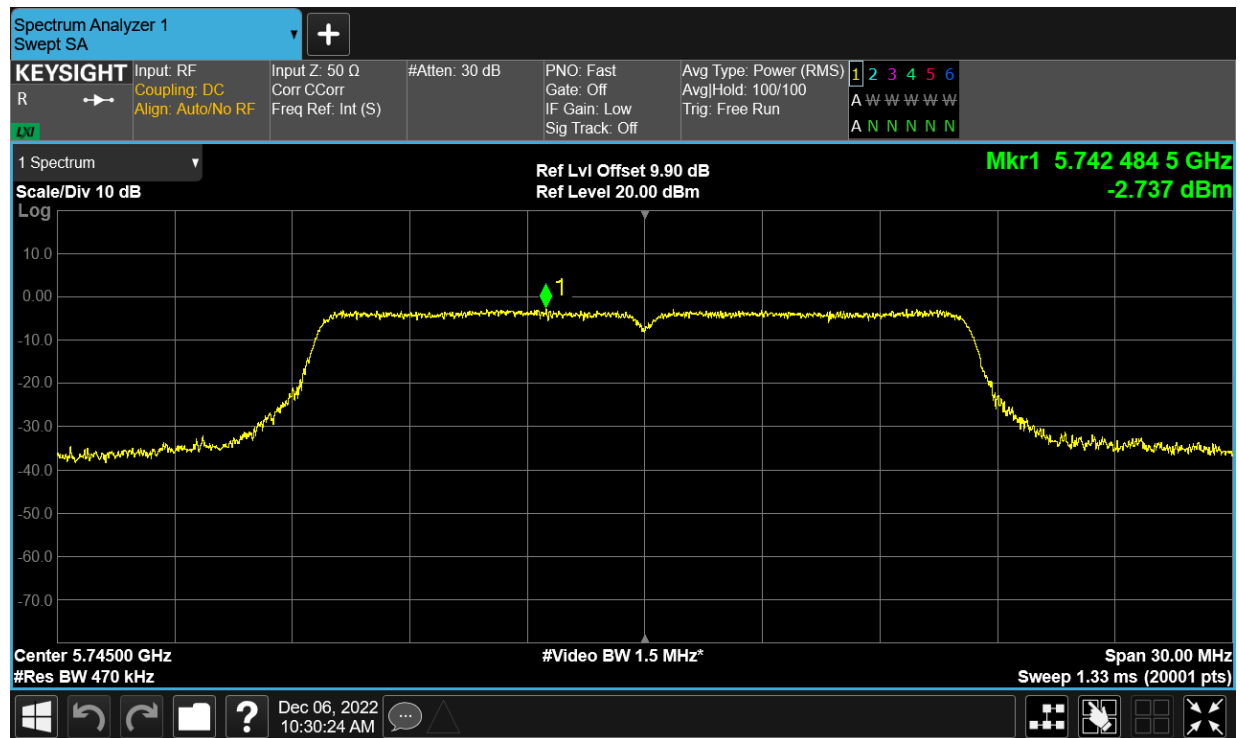 Spectrum Analyzer 1
Swept SA
KEYSIGHT
R
LXI
Input: RF
Coupling: DC
Align: Auto/No RF
Input Z: 50 Ω
Corr CCorr
Freq Ref: Int (S)
#Atten: 30 dB
PNO: Fast
Gate: Off
IF Gain: Low
Sig Track: Off
Avg Type: Power (RMS)
Avg|Hold: 100/100
Trig: Free Run
1 2 3 4 5 6
A W W W W W
A N N N N N
1 Spectrum
Scale/Div 10 dB
Ref Lvl Offset 9.90 dB
Ref Level 20.00 dBm
Mkr1 5.742 484 5 GHz
-2.737 dBm
Log
10.0
0.00
-10.0
-20.0
-30.0
-40.0
-50.0
-60.0
-70.0
1
Center 5.74500 GHz
#Res BW 470 kHz
#Video BW 1.5 MHz*
Span 30.00 MHz
Sweep 1.33 ms (20001 pts)
?
Dec 06, 2022
10:30:24 AM